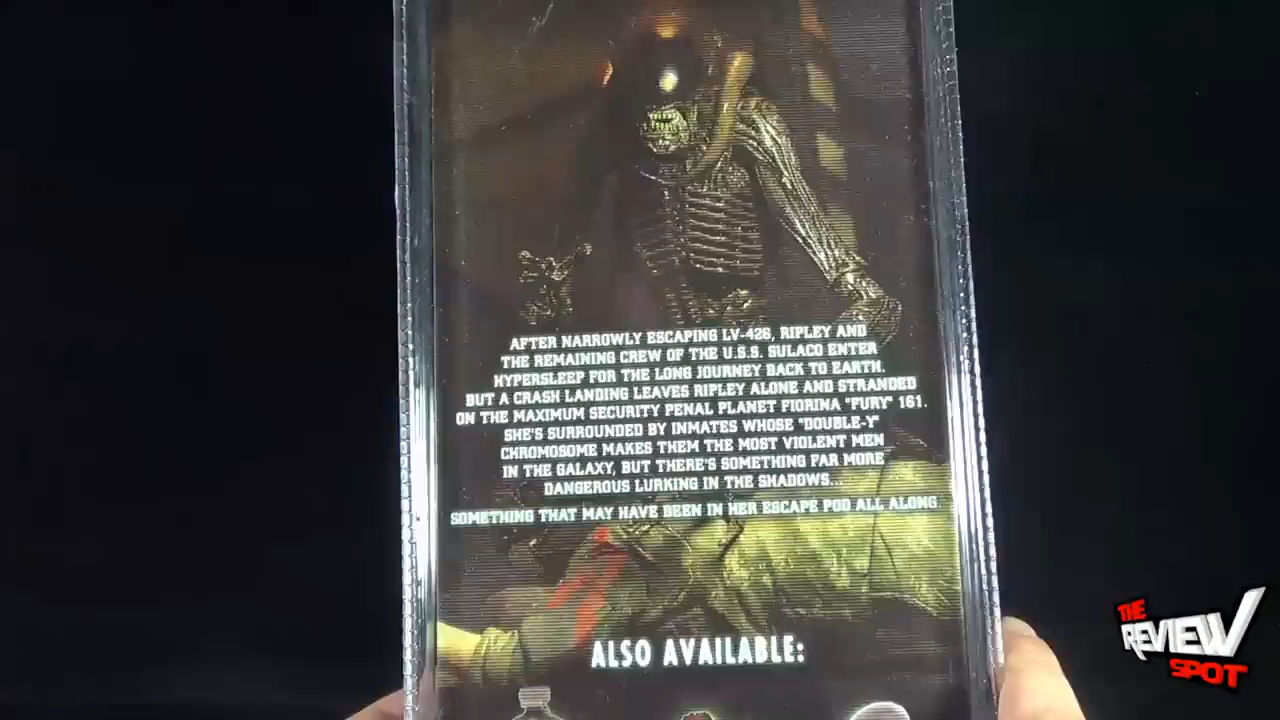 AFTER NARROWLY ESCAPING LV-426, RIPLEY AND
THE REMAINING CREW OF THE U.S.S. SULACO ENTER
HYPERSLEEP FOR THE LONG JOURNEY BACK TO EARTH.
BUT A CRASH LANDING LEAVES RIPLEY ALONE AND STRANDED
ON THE MAXIMUM SECURITY PENAL PLANET FIORINA "FURY" 161.
SHE'S SURROUNDED BY INMATES WHOSE "DOUBLE-Y"
CHROMOSOME MAKES THEM THE MOST VIOLENT MEN
IN THE GALAXY, BUT THERE'S SOMETHING FAR MORE
DANGEROUS LURKING IN THE SHADOWS...
SOMETHING THAT MAY HAVE BEEN IN HER ESCAPE POD ALL ALONG.
ALSO AVAILABLE:
THE
REVIEW
SPOT